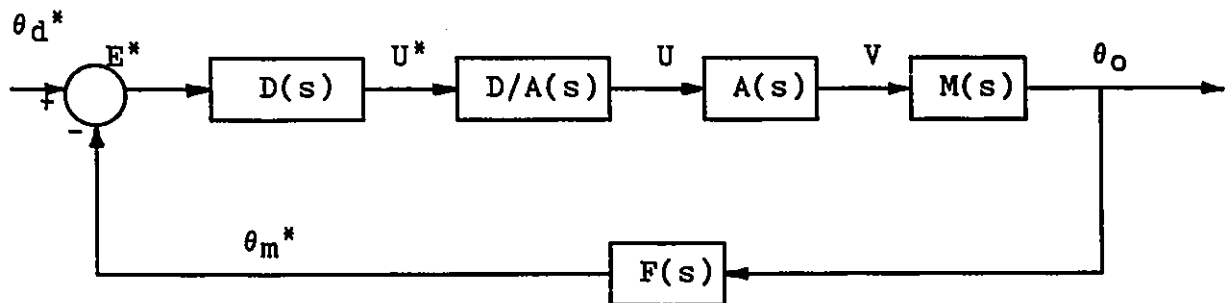 θd*
E*
U*
U
V
θo
+
D(s)
D/A(s)
A(s)
M(s)
-
θm*
F(s)